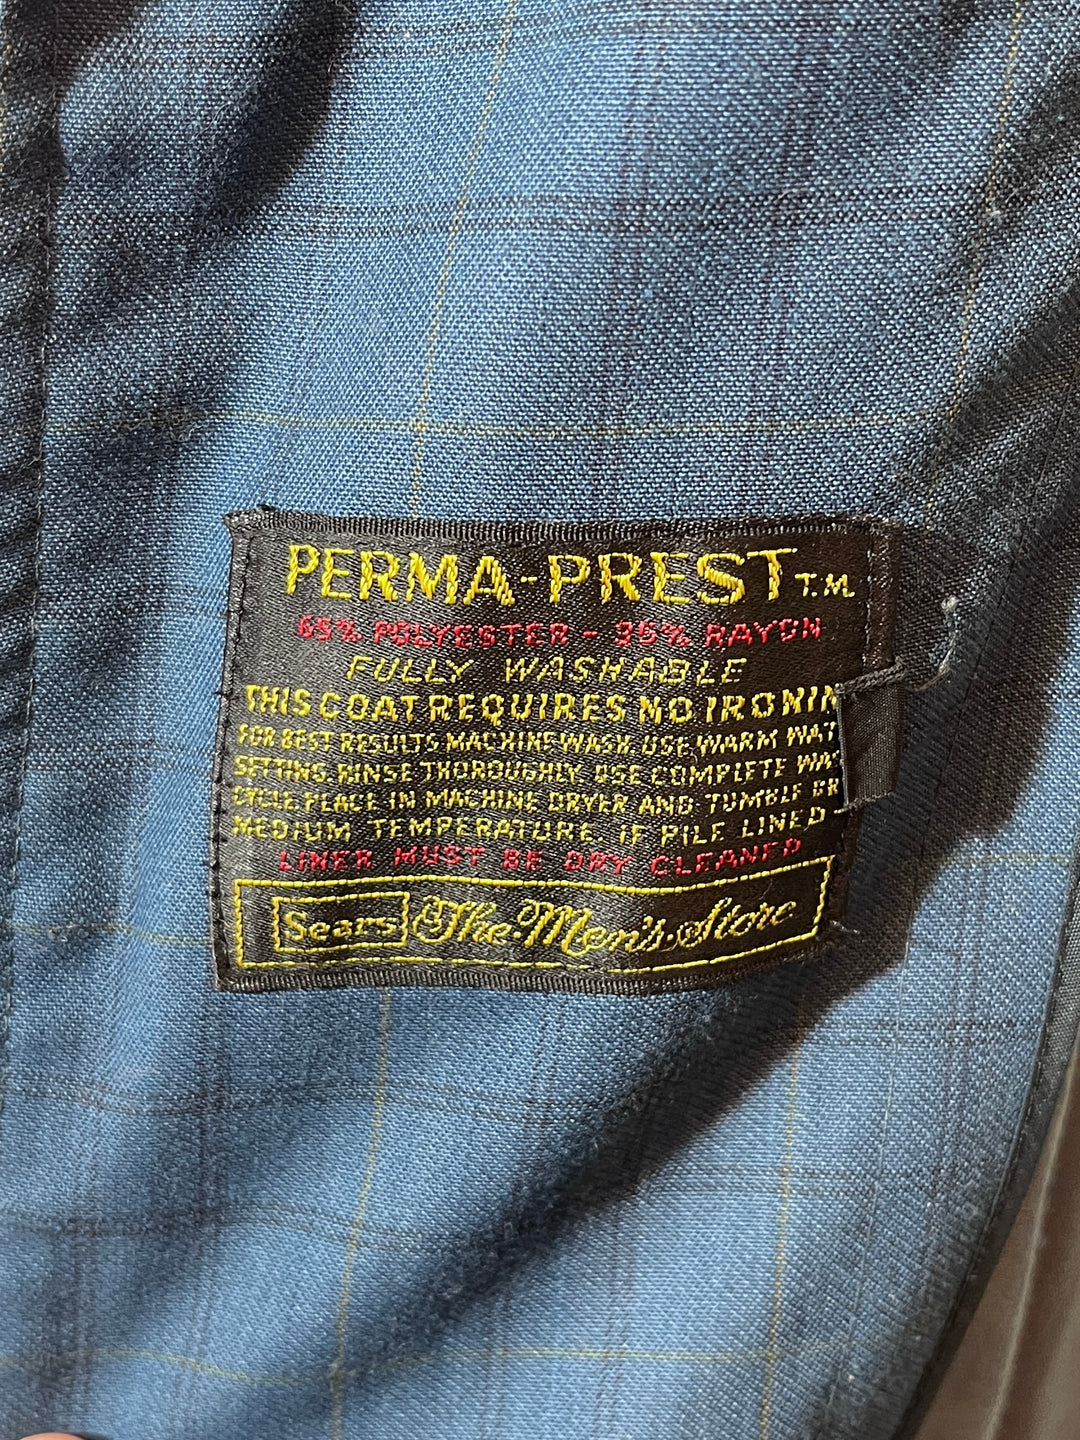 PERMA-PREST T.M.
65% POLYESTER - 35% RAYON
FULLY WASHABLE
THIS COAT REQUIRES NO IRONIN
FOR BEST RESULTS MACHINE WASH. USE WARM WAT
SETTING RINSE THOROUGHLY. USE COMPLETE WA
CYCLE PLACE IN MACHINE DRYER AND TUMBLE DR
MEDIUM TEMPERATURE. IF PILE LINED -
LINER MUST BE DRY CLEANED
Sears The Men's Store